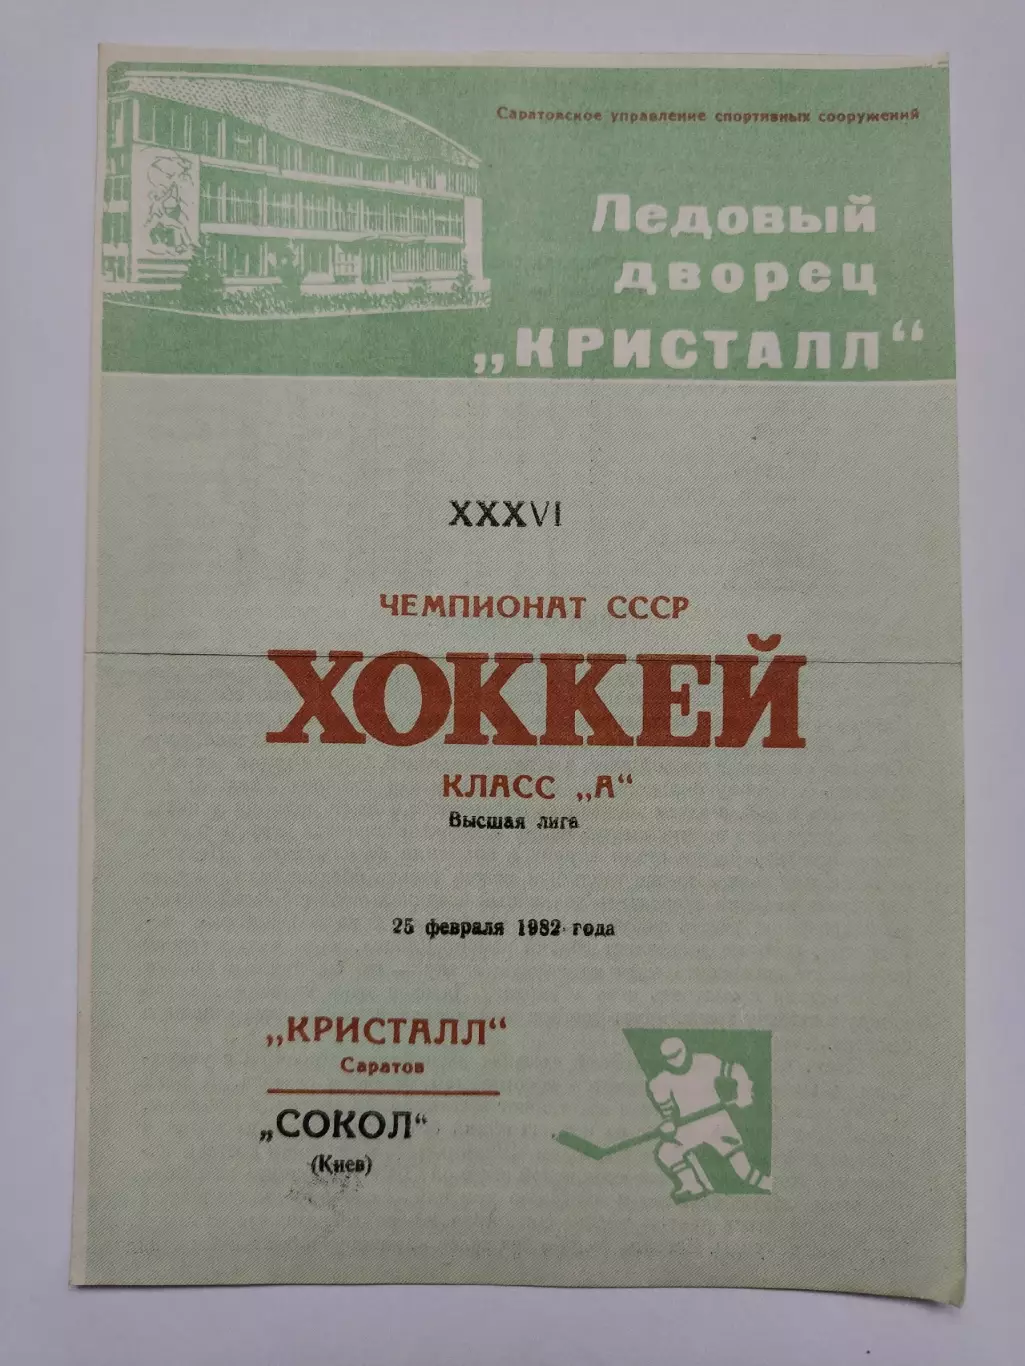 Саратовское управление спортивных сооружений
Ледовый
дворец
„КРИСТАЛЛ“
XXXVI
ЧЕМПИОНАТ СССР
ХОККЕЙ
КЛАСС „А“
Высшая лига
25 февраля 1982 года
„КРИСТАЛЛ“
Саратов
„СОКОЛ“
(Киев)